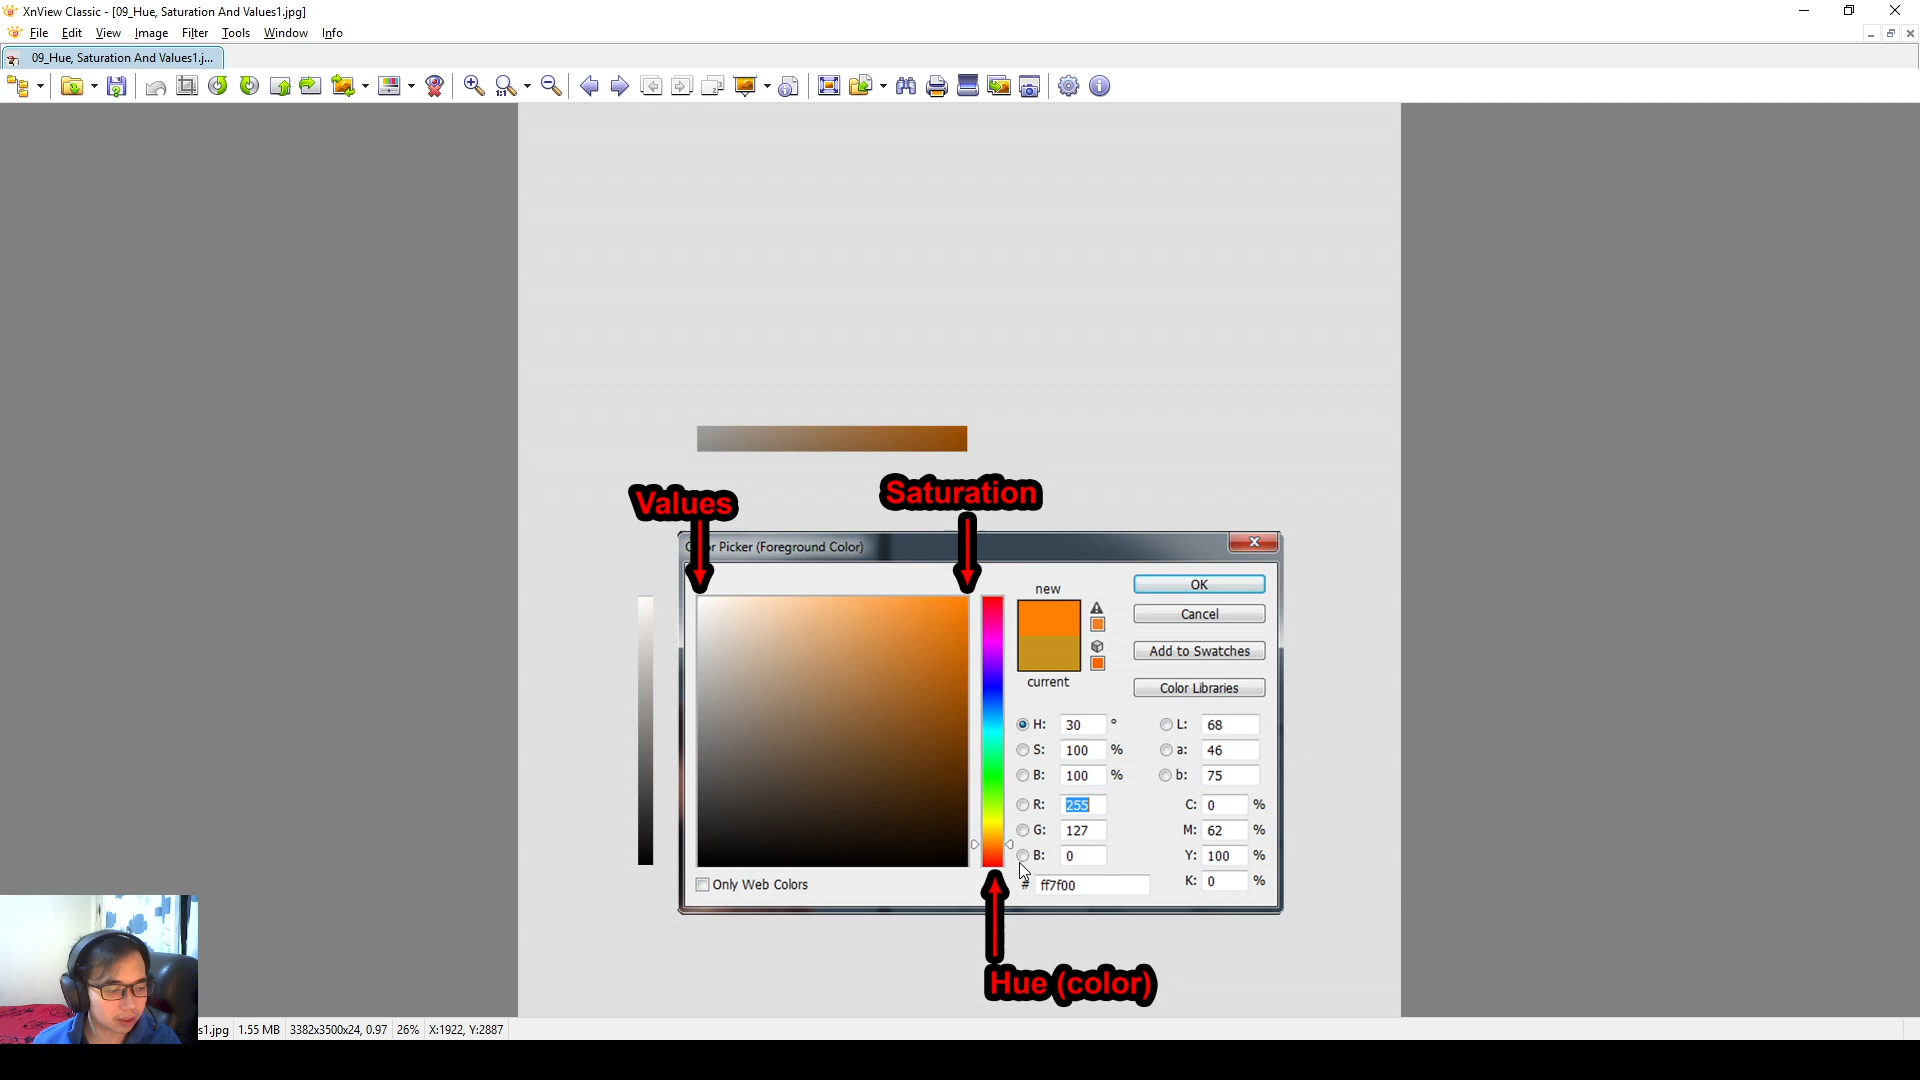 XnView Classic - [09_Hue, Saturation And Values1.jpg]
File Edit View Image Filter Tools Window Info
09_Hue, Saturation And Values1.j...
Values
Saturation
Picker (Foreground Color)
new
current
OK
Cancel
Add to Swatches
Color Libraries
H: 30 °
S: 100 %
B: 100 %
R: 255
G: 127
B: 0
# ff7f00
L: 68
a: 46
b: 75
C: 0 %
M: 62 %
Y: 100 %
K: 0 %
Only Web Colors
Hue (color)
s1.jpg 1.55 MB 3382x3500x24, 0.97 26% X:1922, Y:2887